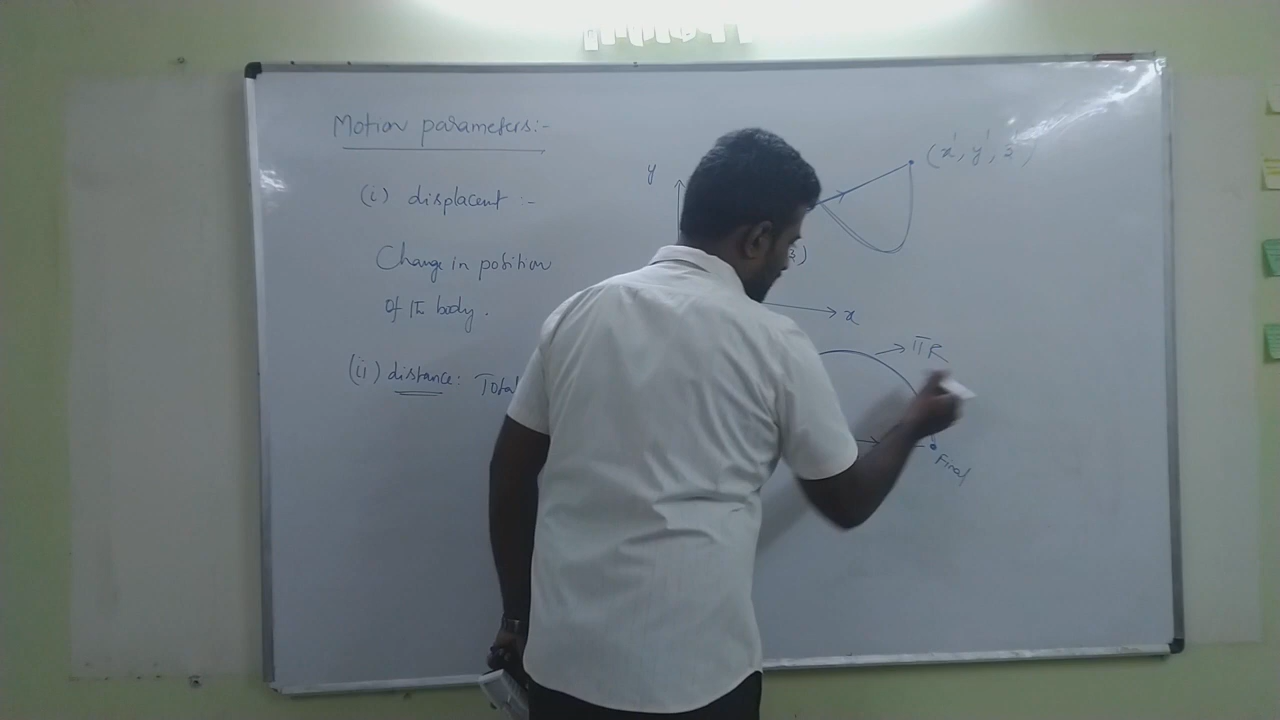 Motion parameters:-
(i) displacent :-
Change in position
of the body.
(ii) distance: Total
y
(x', y', z')
z)
x
πR
Final